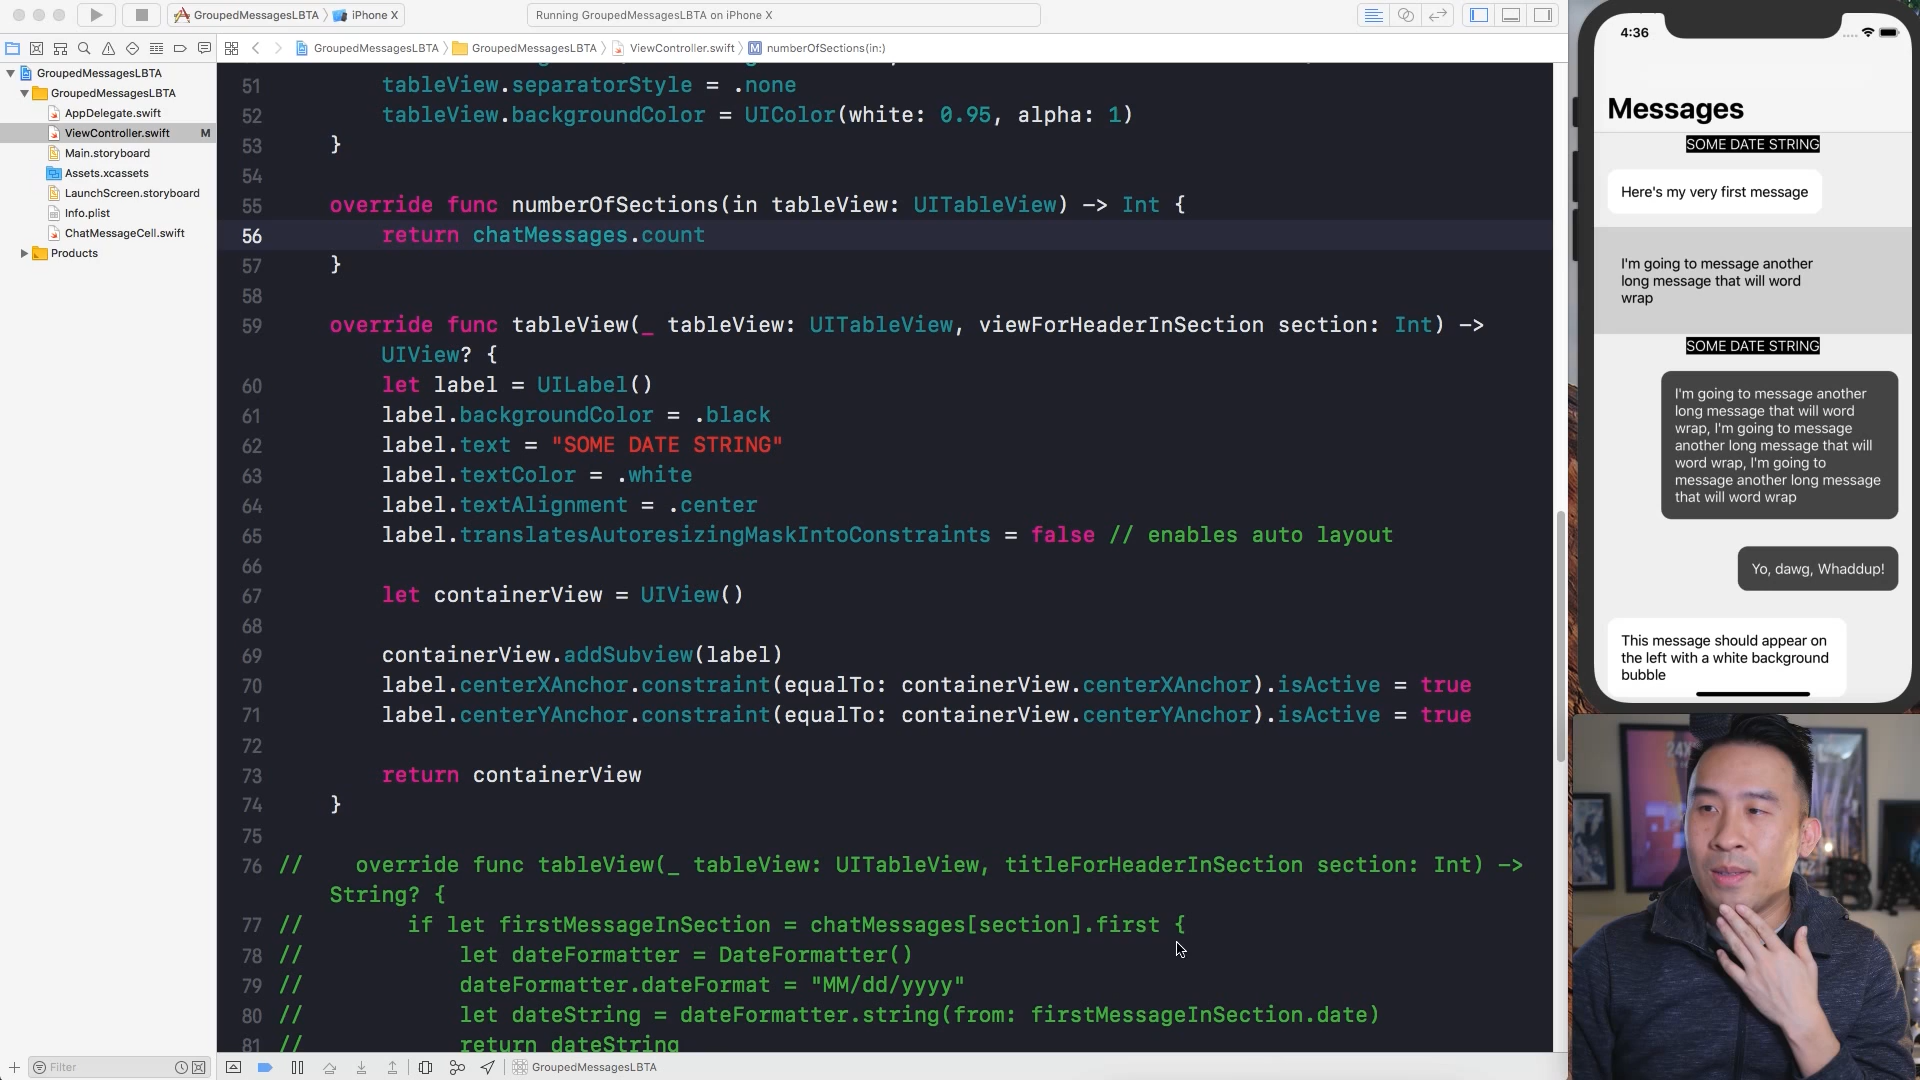 GroupedMessagesLBTA
iPhone X
Running GroupedMessagesLBTA on iPhone X
GroupedMessagesLBTA
GroupedMessagesLBTA
ViewController.swift
M numberOfSections(in:)
GroupedMessagesLBTA
GroupedMessagesLBTA
AppDelegate.swift
ViewController.swift M
Main.storyboard
Assets.xcassets
LaunchScreen.storyboard
Info.plist
ChatMessageCell.swift
Products
51 tableView.separatorStyle = .none
52 tableView.backgroundColor = UIColor(white: 0.95, alpha: 1)
53 }
54
55 override func numberOfSections(in tableView: UITableView) -> Int {
56 return chatMessages.count
57 }
58
59 override func tableView(_ tableView: UITableView, viewForHeaderInSection section: Int) ->
UIView? {
60 let label = UILabel()
61 label.backgroundColor = .black
62 label.text = "SOME DATE STRING"
63 label.textColor = .white
64 label.textAlignment = .center
65 label.translatesAutoresizingMaskIntoConstraints = false // enables auto layout
66
67 let containerView = UIView()
68
69 containerView.addSubview(label)
70 label.centerXAnchor.constraint(equalTo: containerView.centerXAnchor).isActive = true
71 label.centerYAnchor.constraint(equalTo: containerView.centerYAnchor).isActive = true
72
73 return containerView
74 }
75
76 // override func tableView(_ tableView: UITableView, titleForHeaderInSection section: Int) ->
String? {
77 // if let firstMessageInSection = chatMessages[section].first {
78 // let dateFormatter = DateFormatter()
79 // dateFormatter.dateFormat = "MM/dd/yyyy"
80 // let dateString = dateFormatter.string(from: firstMessageInSection.date)
81 // return dateString
Filter
GroupedMessagesLBTA
4:36
Messages
SOME DATE STRING
Here's my very first message
I'm going to message another
long message that will word
wrap
SOME DATE STRING
I'm going to message another
long message that will word
wrap, I'm going to message
another long message that will
word wrap, I'm going to
message another long message
that will word wrap
Yo, dawg, Whaddup!
This message should appear on
the left with a white background
bubble